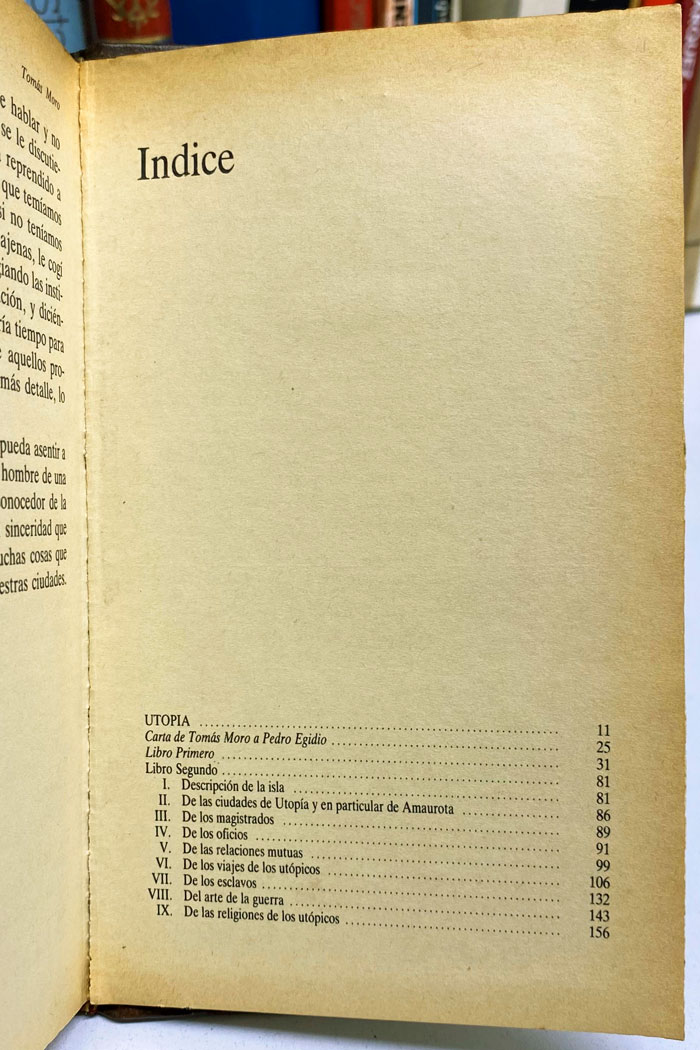 Tomás Moro
e hablar y no
se le discutie-
reprendido a
que temíamos
si no teníamos
ajenas, le cogí
giando las insti-
ción, y dicién-
ría tiempo para
e aquellos pro-
más detalle, lo
pueda asentir a
hombre de una
onocedor de la
sinceridad que
uchas cosas que
estras ciudades.
Indice
UTOPIA ........ 11
Carta de Tomás Moro a Pedro Egidio ........ 25
Libro Primero ........ 31
Libro Segundo ........ 81
I. Descripción de la isla ........ 81
II. De las ciudades de Utopía y en particular de Amaurota ........ 86
III. De los magistrados ........ 89
IV. De los oficios ........ 91
V. De las relaciones mutuas ........ 99
VI. De los viajes de los utópicos ........ 106
VII. De los esclavos ........ 132
VIII. Del arte de la guerra ........ 143
IX. De las religiones de los utópicos ........ 156